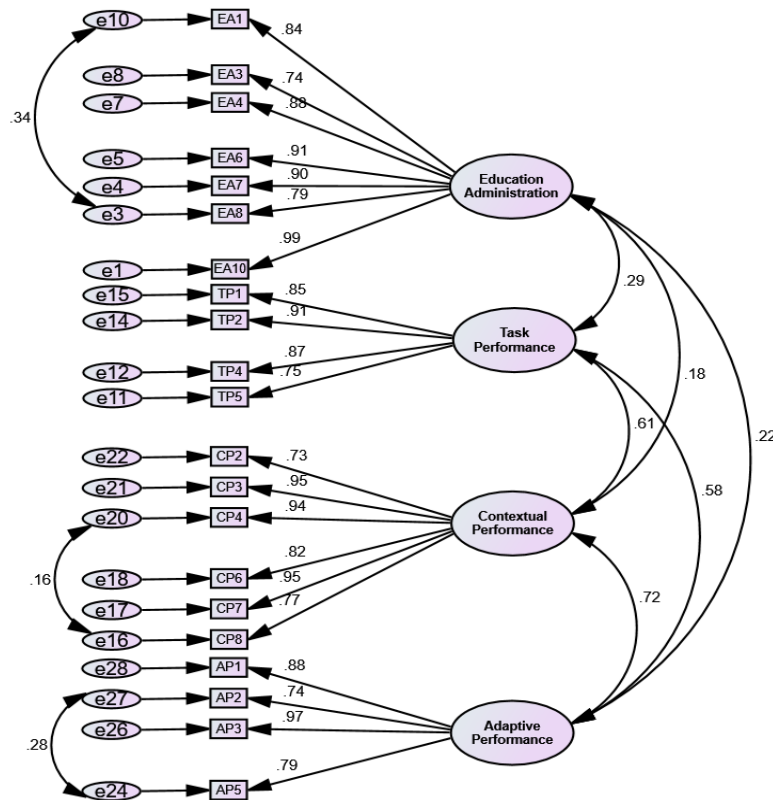 e10 EA1 .84
e8 EA3 .74
e7 EA4 .88
.34
e5 EA6 .91
e4 EA7 .90
e3 EA8 .79
Education
Administration
.99
e1 EA10
e15 TP1 .85
e14 TP2 .91
.29
Task
Performance
e12 TP4 .87
e11 TP5 .75
.18
.61
.22
e22 CP2 .73
e21 CP3 .95
e20 CP4 .94
.58
Contextual
Performance
.16
e18 CP6 .82
e17 CP7 .95
e16 CP8 .77
.72
e28 AP1 .88
e27 AP2 .74
e26 AP3 .97
Adaptive
Performance
.28
e24 AP5 .79